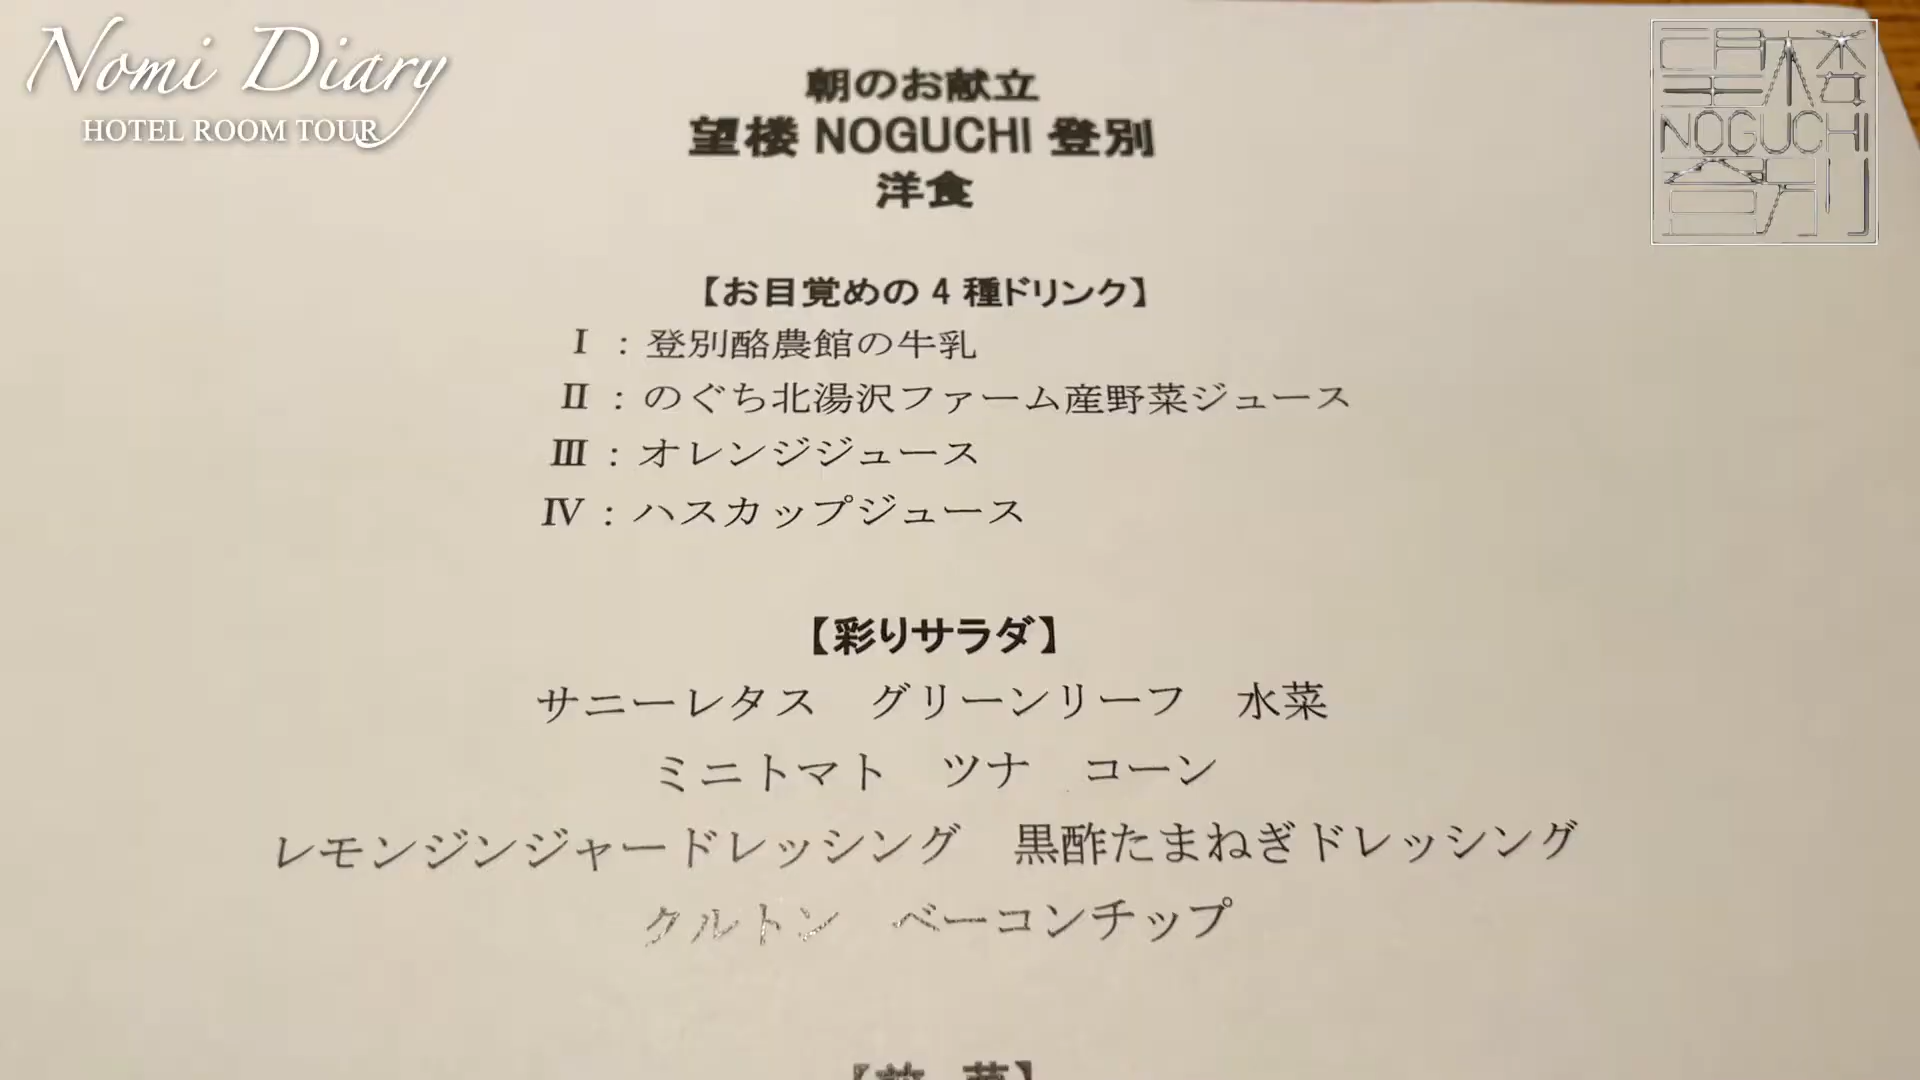 Nomi Diary
HOTEL ROOM TOUR
望楼
NOGUCHI
登別
朝のお献立
望楼 NOGUCHI 登別
洋食
【お目覚めの 4 種ドリンク】
Ⅰ：登別酪農館の牛乳
Ⅱ：のぐち北湯沢ファーム産野菜ジュース
Ⅲ：オレンジジュース
Ⅳ：ハスカップジュース
【彩りサラダ】
サニーレタス　グリーンリーフ　水菜
ミニトマト　ツナ　コーン
レモンジンジャードレッシング　黒酢たまねぎドレッシング
クルトン　ベーコンチップ